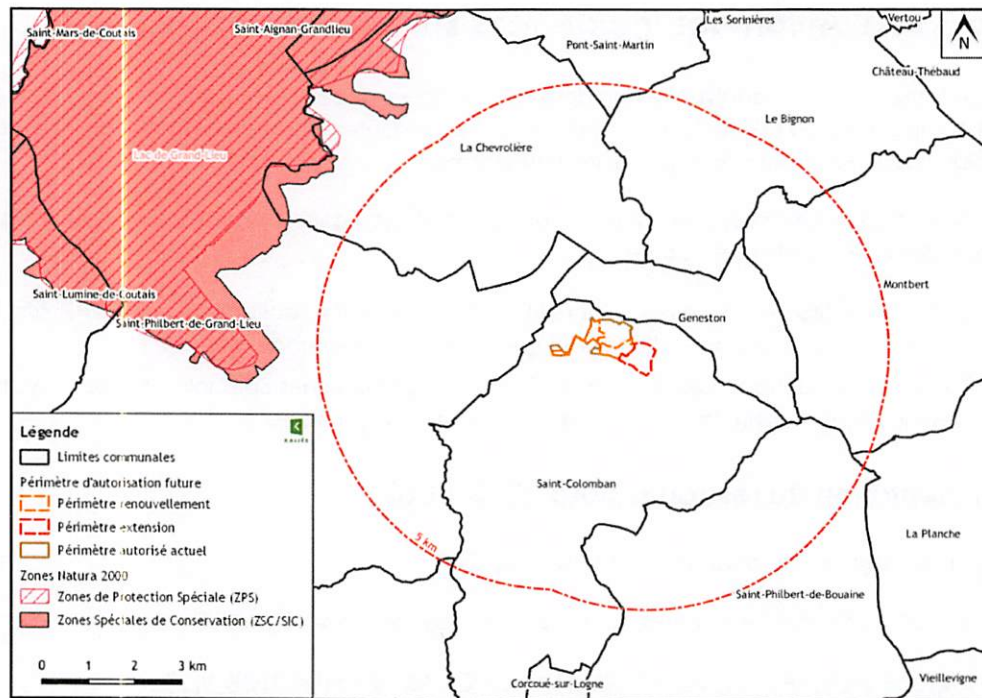 Les Sorinières
Vertou
Saint-Mars-de-Coutais
Saint-Aignan-Grandlieu
Pont-Saint-Martin
N
Château-Thébaud
Le Bignon
La Chevrolière
Lac de Grand-Lieu
Montbert
Saint-Lumine-de-Coutais
Saint-Philbert-de-Grand-Lieu
Geneston
Saint-Colomban
5 km
La Planche
Saint-Philbert-de-Bouaine
Corcoué-sur-Logne
Vieillevigne
Légende
Limites communales
Périmètre d'autorisation future
Périmètre renouvellement
Périmètre extension
Périmètre autorisé actuel
Zones Natura 2000
Zones de Protection Spéciale (ZPS)
Zones Spéciales de Conservation (ZSC/SIC)
0 1 2 3 km